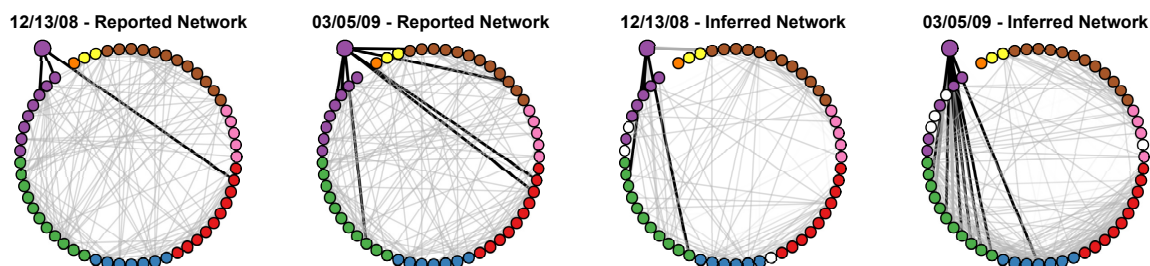 12/13/08 - Reported Network
03/05/09 - Reported Network
12/13/08 - Inferred Network
03/05/09 - Inferred Network